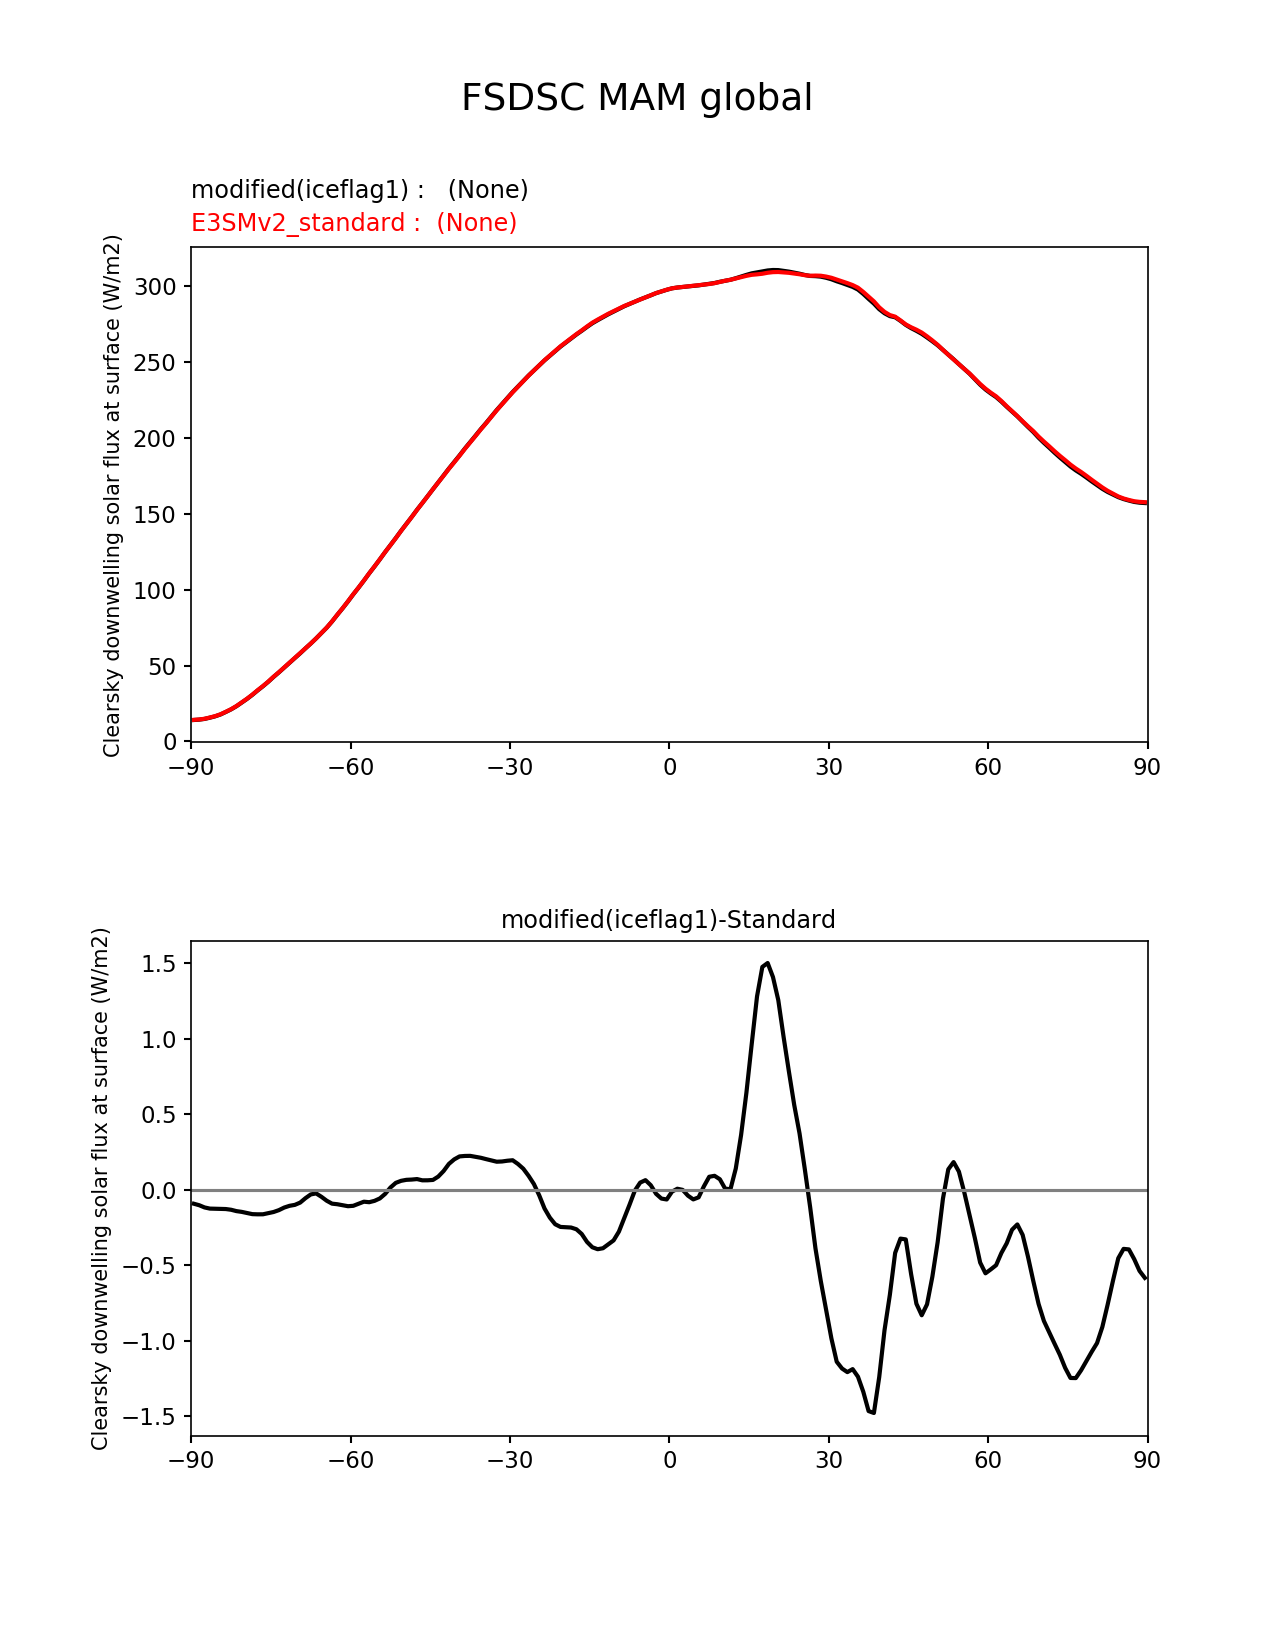 FSDSC MAM global
modified(iceflag1) :   (None)
E3SMv2_standard :  (None)
Clearsky downwelling solar flux at surface (W/m2)
300
250
200
150
100
50
0
−90 −60 −30 0 30 60 90
modified(iceflag1)-Standard
Clearsky downwelling solar flux at surface (W/m2)
1.5
1.0
0.5
0.0
−0.5
−1.0
−1.5
−90 −60 −30 0 30 60 90